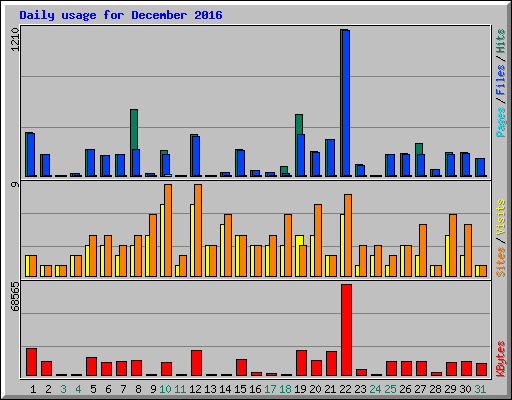 Daily usage for December 2016
1210
Pages / Files / Hits
9
Sites / Visits
68565
KBytes
1 2 3 4 5 6 7 8 9 10 11 12 13 14 15 16 17 18 19 20 21 22 23 24 25 26 27 28 29 30 31